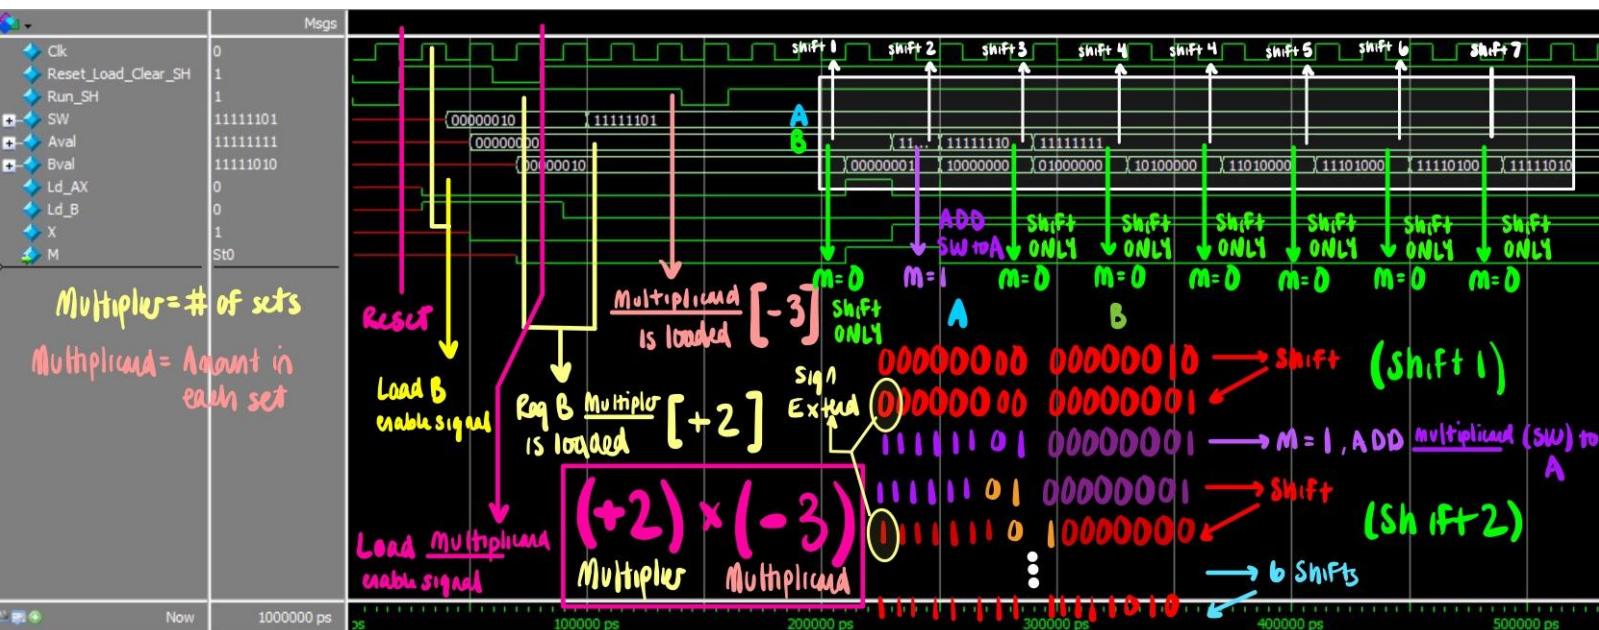 Msgs
Clk 0
Reset_Load_Clear_SH 1
Run_SH 1
SW 11111101
Aval 11111111
Bval 11111010
Ld_AX 0
Ld_B 0
X 1
M St0
shift 1 shift 2 shift 3 shift 4 shift 4 shift 5 shift 6 shift 7
00000010 11111101
A
00000000 11... 11111110 11111111
B
00000010 00000001 10000000 01000000 10100000 11010000 11101000 11110100 11111010
ADD
SW to A
Shift
ONLY
Shift
ONLY
Shift
ONLY
Shift
ONLY
Shift
ONLY
Shift
ONLY
M=0 M=1 M=0 M=0 M=0 M=0 M=0 M=0
Shift
ONLY
Multiplier = # of sets
Multiplicand = Amount in
each set
Reset
Load B
enable signal
Load Multiplicand
enable signal
Reg B Multiplier
is loaded [+2]
Multiplicand
is loaded [-3]
(+2) × (-3)
Multiplier Multiplicand
Sign
Extend
A B
00000000 00000010 Shift
(Shift 1)
00000000 00000001
11111101 00000001 M = 1, ADD multiplicand (SW) to
A
11111101 00000001 Shift
(Shift 2)
11111110 10000000
6 Shifts
11111111 11111010
Now 1000000 ps
ps 100000 ps 200000 ps 300000 ps 400000 ps 500000 ps